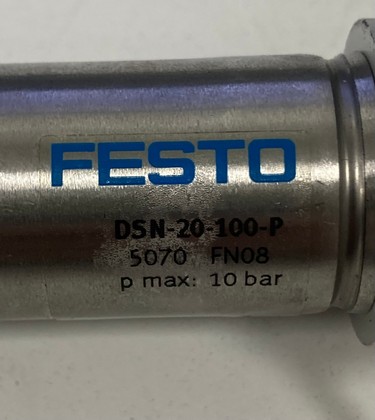 FESTO
DSN-20-100-P
5070 FN08
p max: 10 bar